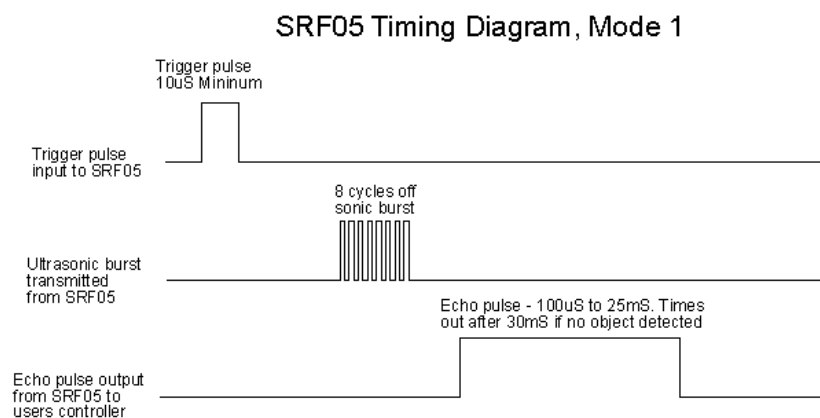 SRF05 Timing Diagram, Mode 1
Trigger pulse
10uS Mininum
Trigger pulse
input to SRF05
8 cycles off
sonic burst
Ultrasonic burst
transmitted
from SRF05
Echo pulse - 100uS to 25mS. Times
out after 30mS if no object detected
Echo pulse output
from SRF05 to
users controller